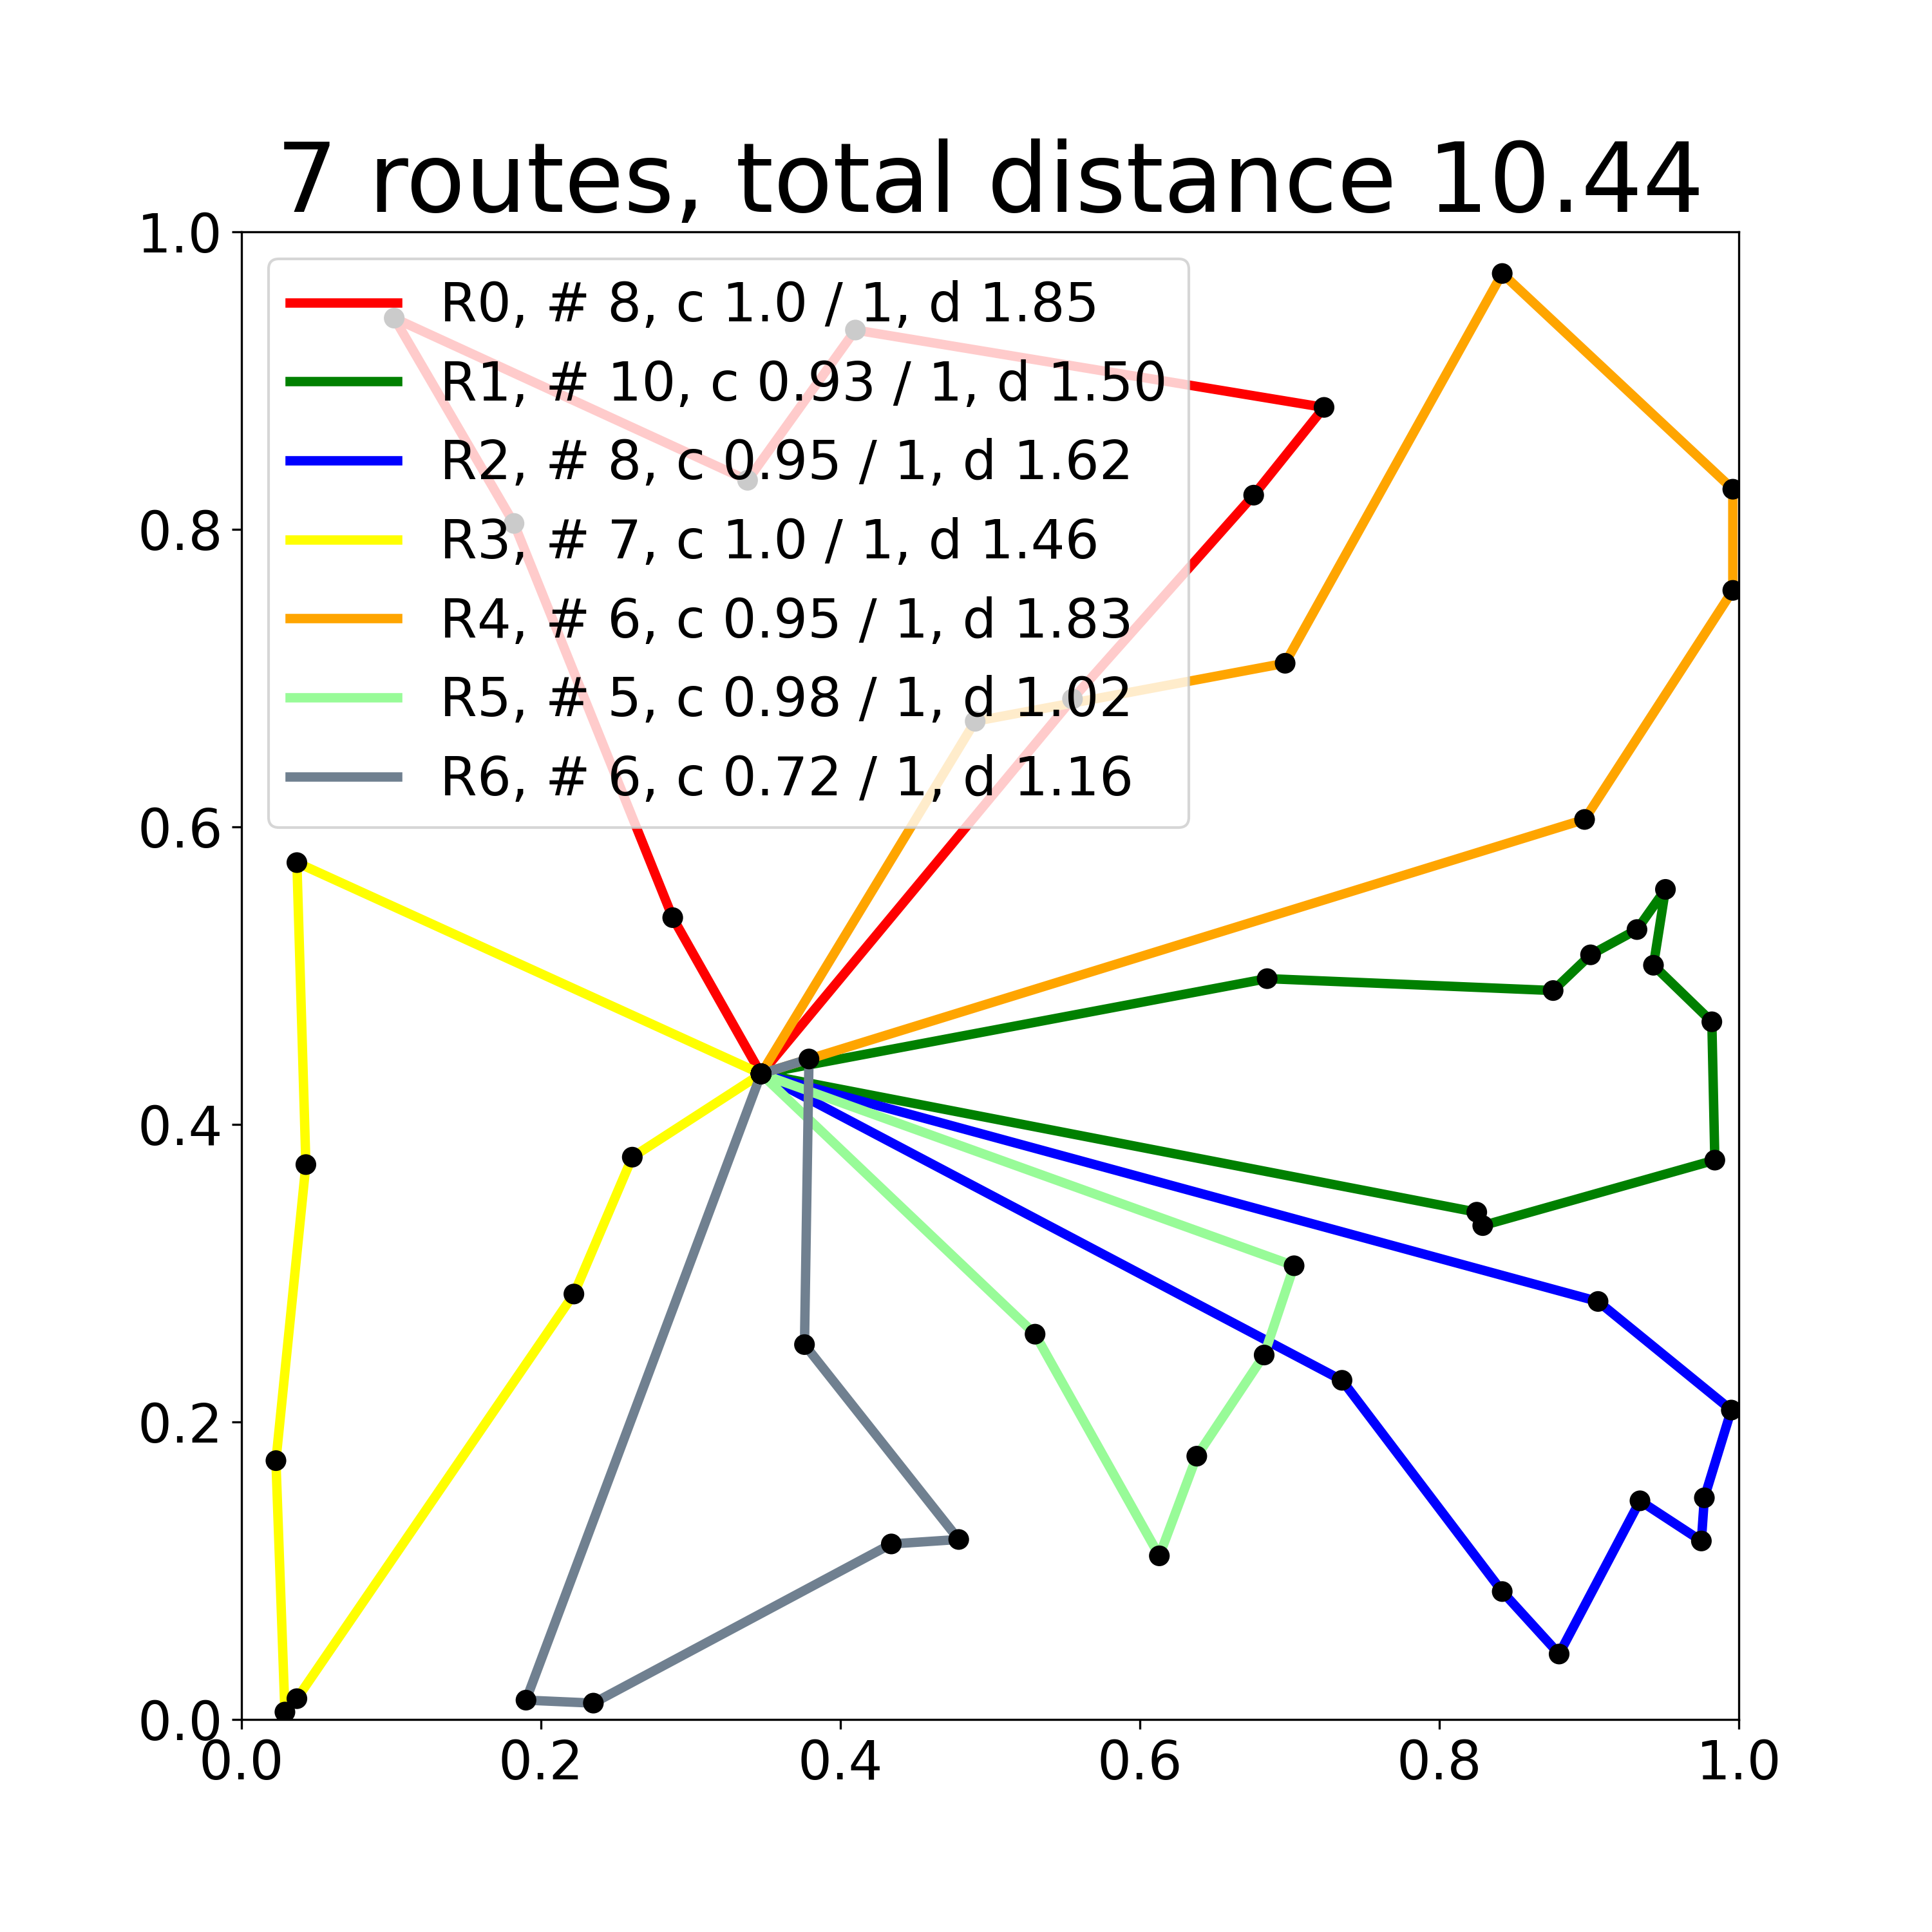 7 routes, total distance 10.44
1.0
0.8
0.6
0.4
0.2
0.0
R0, # 8, c 1.0 / 1, d 1.85
R1, # 10, c 0.93 / 1, d 1.50
R2, # 8, c 0.95 / 1, d 1.62
R3, # 7, c 1.0 / 1, d 1.46
R4, # 6, c 0.95 / 1, d 1.83
R5, # 5, c 0.98 / 1, d 1.02
R6, # 6, c 0.72 / 1, d 1.16
0.0 0.2 0.4 0.6 0.8 1.0